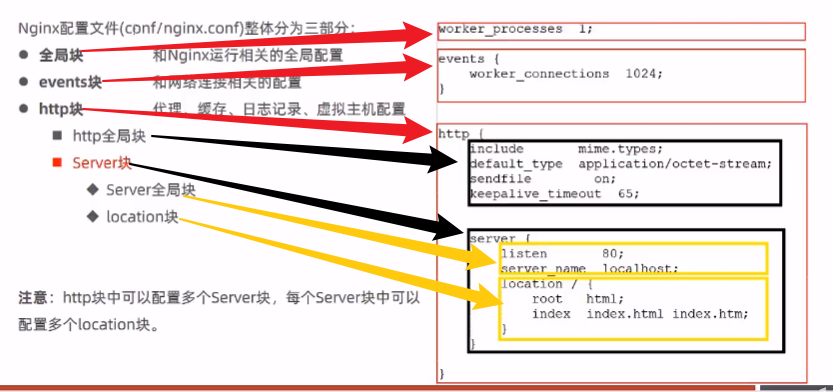 Nginx配置文件(conf/nginx.conf)整体分为三部分:
● 全局块 和Nginx运行相关的全局配置
● events块 和网络连接相关的配置
● http块 代理、缓存、日志记录、虚拟主机配置
■ http全局块
■ Server块
◆ Server全局块
◆ location块
注意：http块中可以配置多个Server块，每个Server块中可以
配置多个location块。
worker_processes 1;
events {
worker_connections 1024;
}
http {
include mime.types;
default_type application/octet-stream;
sendfile on;
keepalive_timeout 65;
server {
listen 80;
server_name localhost;
location / {
root html;
index index.html index.htm;
}
}
}